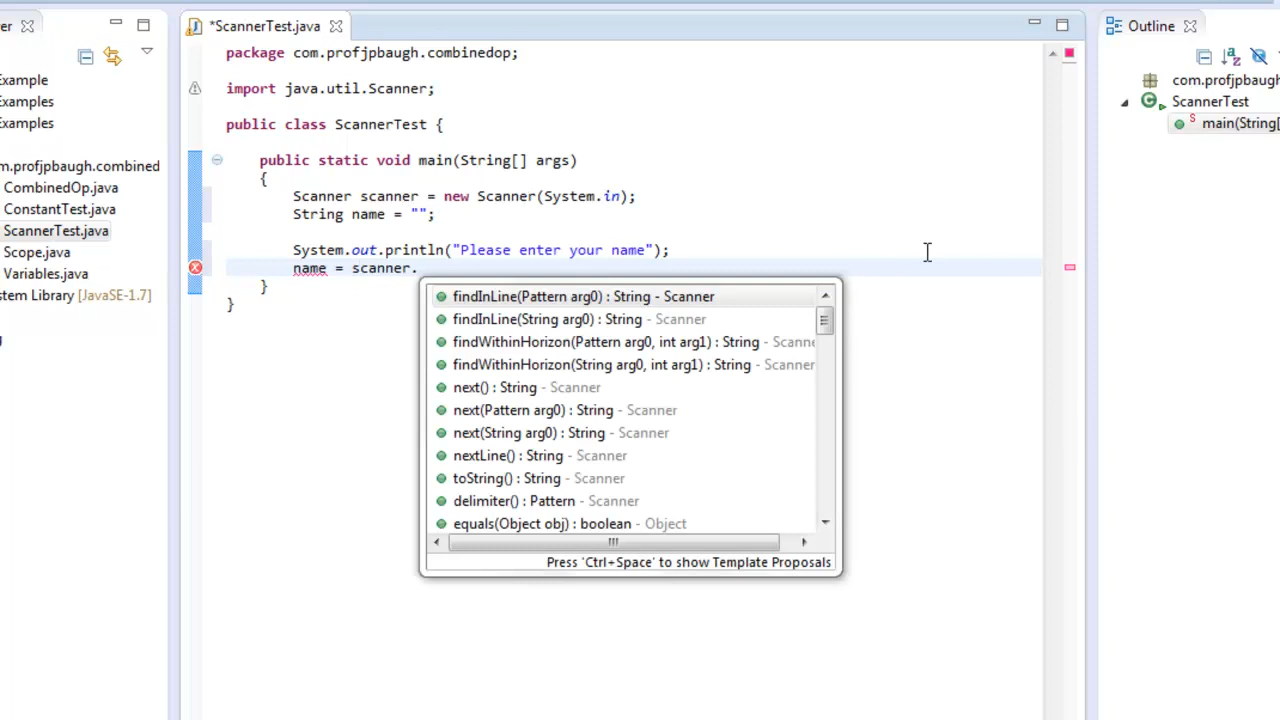 er
*ScannerTest.java
Outline
Example
Examples
Examples
m.profjpbaugh.combined
CombinedOp.java
ConstantTest.java
ScannerTest.java
Scope.java
Variables.java
stem Library [JavaSE-1.7]
package com.profjpbaugh.combinedop;
import java.util.Scanner;
public class ScannerTest {
public static void main(String[] args)
{
Scanner scanner = new Scanner(System.in);
String name = "";
System.out.println("Please enter your name");
name = scanner.
}
}
findInLine(Pattern arg0) : String - Scanner
findInLine(String arg0) : String - Scanner
findWithinHorizon(Pattern arg0, int arg1) : String - Scanne
findWithinHorizon(String arg0, int arg1) : String - Scanner
next() : String - Scanner
next(Pattern arg0) : String - Scanner
next(String arg0) : String - Scanner
nextLine() : String - Scanner
toString() : String - Scanner
delimiter() : Pattern - Scanner
equals(Object obj) : boolean - Object
Press 'Ctrl+Space' to show Template Proposals
com.profjpbaugh
ScannerTest
main(String[